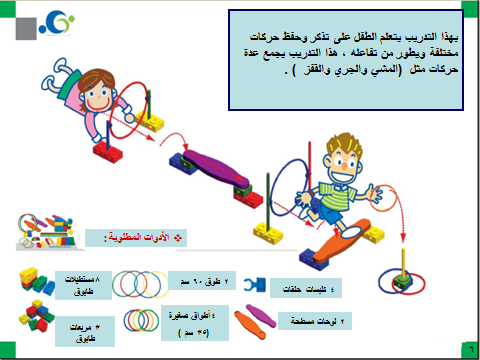 بهذا التدريب يتعلم الطفل علي تذكر وحفظ حركات
مختلفة ويطور من تفاعله ، هذا التدريب يجمع عدة
حركات مثل (المشي والجري والقفز ) .
❖ الأدوات المطلوبة :
٨ مستطيلات
طابوق
٢ طوق ٦٠ سم
٤ تلبسات حلقات
٣ مربعات
طابوق
٤ أطواق صغيرة
(٣٥ سم )
٢ لوحات مسطحة
٦